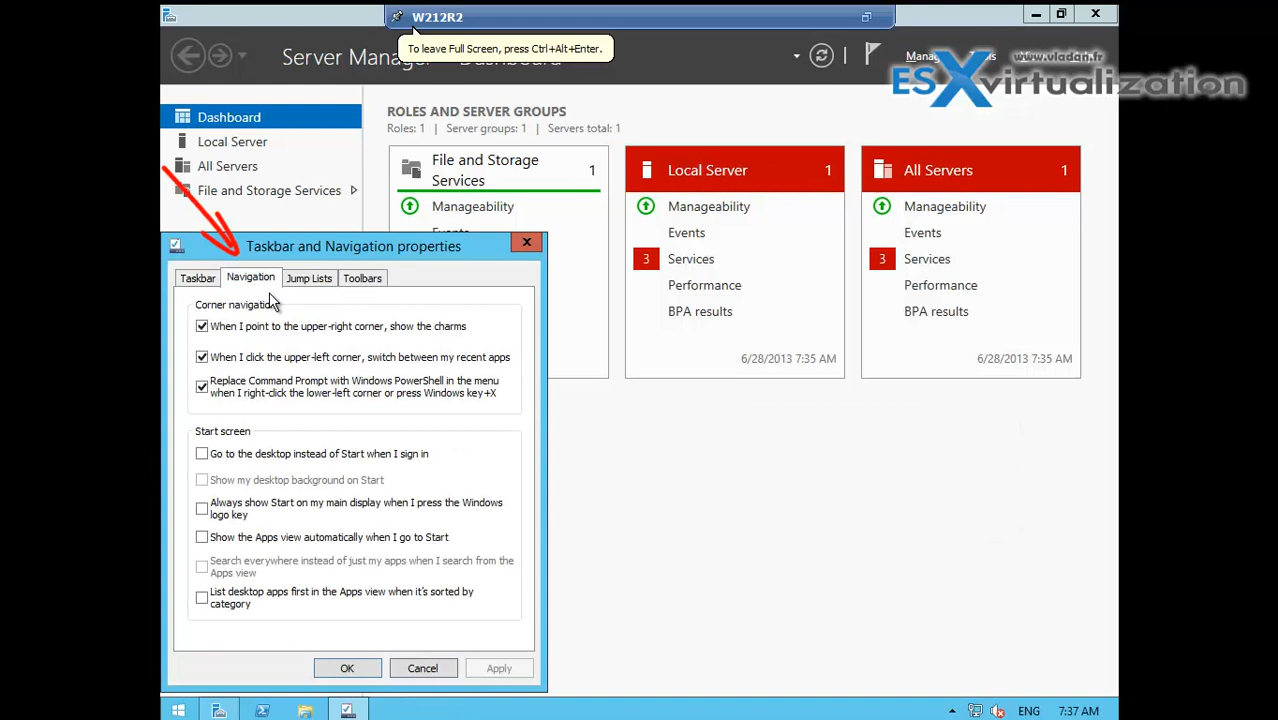 W212R2
To leave Full Screen, press Ctrl+Alt+Enter.
Server Manager
Dashboard
Manage
Tools
www.vladan.fr
ESXvirtualization
Dashboard
Local Server
All Servers
File and Storage Services
ROLES AND SERVER GROUPS
Roles: 1 | Server groups: 1 | Servers total: 1
File and Storage
Services
1
Manageability
Events
Local Server 1
Manageability
Events
3 Services
Performance
BPA results
6/28/2013 7:35 AM
All Servers 1
Manageability
Events
3 Services
Performance
BPA results
6/28/2013 7:35 AM
Taskbar and Navigation properties
Taskbar
Navigation
Jump Lists
Toolbars
Corner navigation
When I point to the upper-right corner, show the charms
When I click the upper-left corner, switch between my recent apps
Replace Command Prompt with Windows PowerShell in the menu
when I right-click the lower-left corner or press Windows key+X
Start screen
Go to the desktop instead of Start when I sign in
Show my desktop background on Start
Always show Start on my main display when I press the Windows
logo key
Show the Apps view automatically when I go to Start
Search everywhere instead of just my apps when I search from the
Apps view
List desktop apps first in the Apps view when it's sorted by
category
OK
Cancel
Apply
ENG
7:37 AM